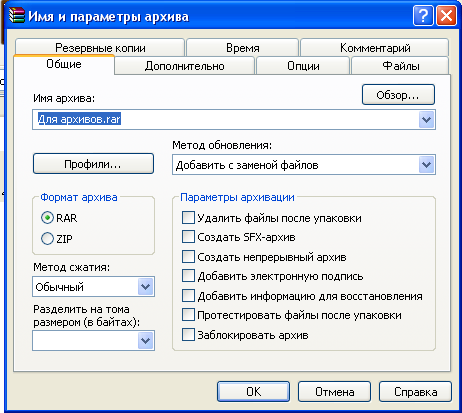 Имя и параметры архива
Резервные копии
Время
Комментарий
Общие
Дополнительно
Опции
Файлы
Имя архива:
Обзор...
Для архивов.rar
Метод обновления:
Профили...
Добавить с заменой файлов
Формат архива
RAR
ZIP
Метод сжатия:
Обычный
Разделить на тома
размером (в байтах):
Параметры архивации
Удалить файлы после упаковки
Создать SFX-архив
Создать непрерывный архив
Добавить электронную подпись
Добавить информацию для восстановления
Протестировать файлы после упаковки
Заблокировать архив
OK
Отмена
Справка